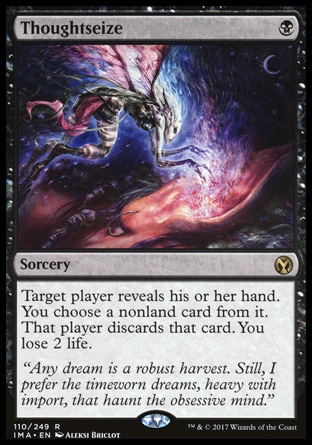 Thoughtseize
Sorcery
Target player reveals his or her hand.
You choose a nonland card from it.
That player discards that card. You
lose 2 life.
“Any dream is a robust harvest. Still, I
prefer the timeworn dreams, heavy with
import, that haunt the obsessive mind.”
110/249 R
IMA • EN Aleksi Briclot
™ & © 2017 Wizards of the Coast